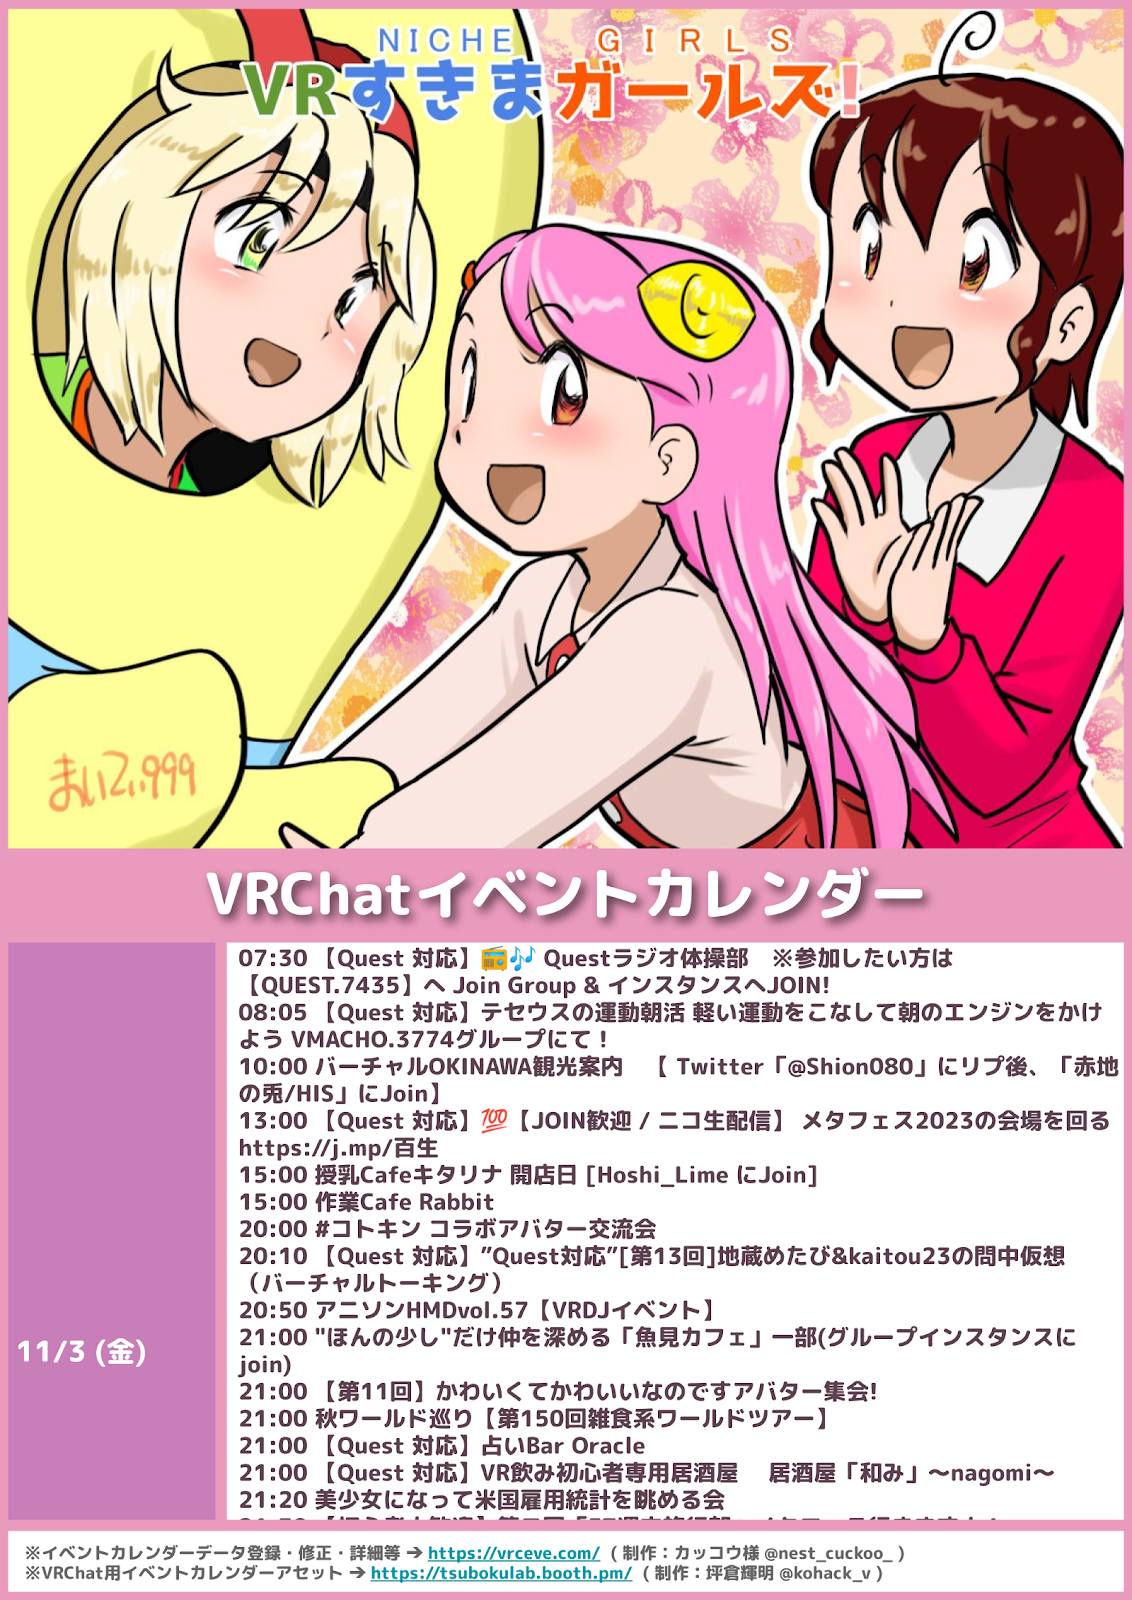 NICHE GIRLS
VRすきまガールズ!
VRChatイベントカレンダー
11/3 (金)
07:30 【Quest 対応】📻🎶 Questラジオ体操部　※参加したい方は
【QUEST.7435】へ Join Group & インスタンスへJOIN!
08:05 【Quest 対応】テセウスの運動朝活 軽い運動をこなして朝のエンジンをかけ
よう VMACHO.3774グループにて！
10:00 バーチャルOKINAWA観光案内　【 Twitter「@Shion080」にリプ後、「赤地
の兎/HIS」にJoin】
13:00 【Quest 対応】💯【JOIN歓迎 / ニコ生配信】 メタフェス2023の会場を回る
https://j.mp/百生
15:00 授乳Cafeキタリナ 開店日 [Hoshi_Lime にJoin]
15:00 作業Cafe Rabbit
20:00 #コトキン コラボアバター交流会
20:10 【Quest 対応】”Quest対応”[第13回]地蔵めたび&kaitou23の問中仮想
（バーチャルトーキング）
20:50 アニソンHMDvol.57【VRDJイベント】
21:00 "ほんの少し"だけ仲を深める「魚見カフェ」一部(グループインスタンスに
join)
21:00 【第11回】かわいくてかわいいなのですアバター集会!
21:00 秋ワールド巡り【第150回雑食系ワールドツアー】
21:00 【Quest 対応】占いBar Oracle
21:00 【Quest 対応】VR飲み初心者専用居酒屋　 居酒屋「和み」～nagomi～
21:20 美少女になって米国雇用統計を眺める会
※イベントカレンダーデータ登録・修正・詳細等 ➔ https://vrceve.com/ ( 制作：カッコウ様 @nest_cuckoo_ )
※VRChat用イベントカレンダーアセット ➔ https://tsubokulab.booth.pm/ ( 制作：坪倉輝明 @kohack_v )